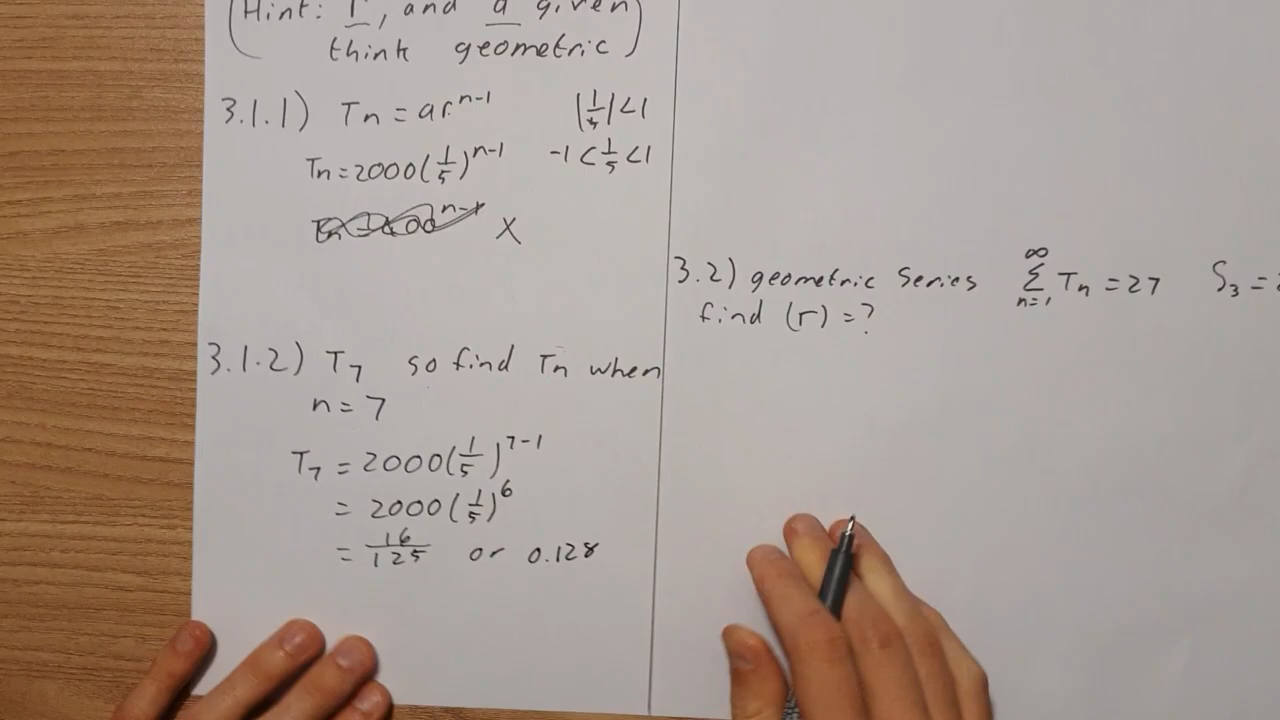 (Hint: r, and a given
think geometric)
3.1.1) Tn = ar^{n-1} |1/5| < 1
Tn = 2000(1/5)^{n-1} -1 < 1/5 < 1
X
3.1.2) T₇ so find Tn when
n = 7
T₇ = 2000(1/5)^{7-1}
= 2000(1/5)^6
= 16/125 or 0.128
3.2) geometric series ∑_{n=1}^{∞} Tn = 27 S₃ =
find (r) = ?